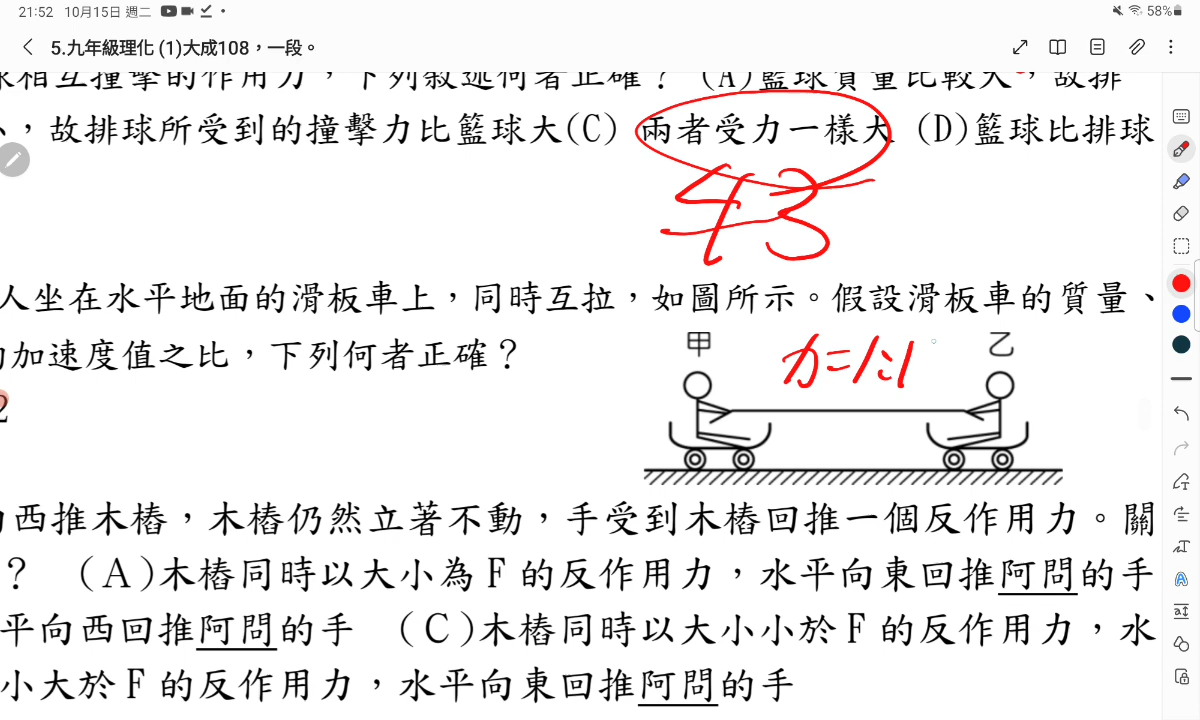 21:52 10月15日 週二 58%
5.九年級理化 (1)大成108，一段。
相互撞擊的作用力，下列敘述何者正確？ (A)籃球質量比較大，故排
、，故排球所受到的撞擊力比籃球大(C) 兩者受力一樣大 (D)籃球比排球
43
人坐在水平地面的滑板車上，同時互拉，如圖所示。假設滑板車的質量、
加速度值之比，下列何者正確？
甲 力=1:1 乙
2
西推木樁，木樁仍然立著不動，手受到木樁回推一個反作用力。關
？ (A)木樁同時以大小為F的反作用力，水平向東回推阿問的手
平向西回推阿問的手 (C)木樁同時以大小小於F的反作用力，水
小大於F的反作用力，水平向東回推阿問的手